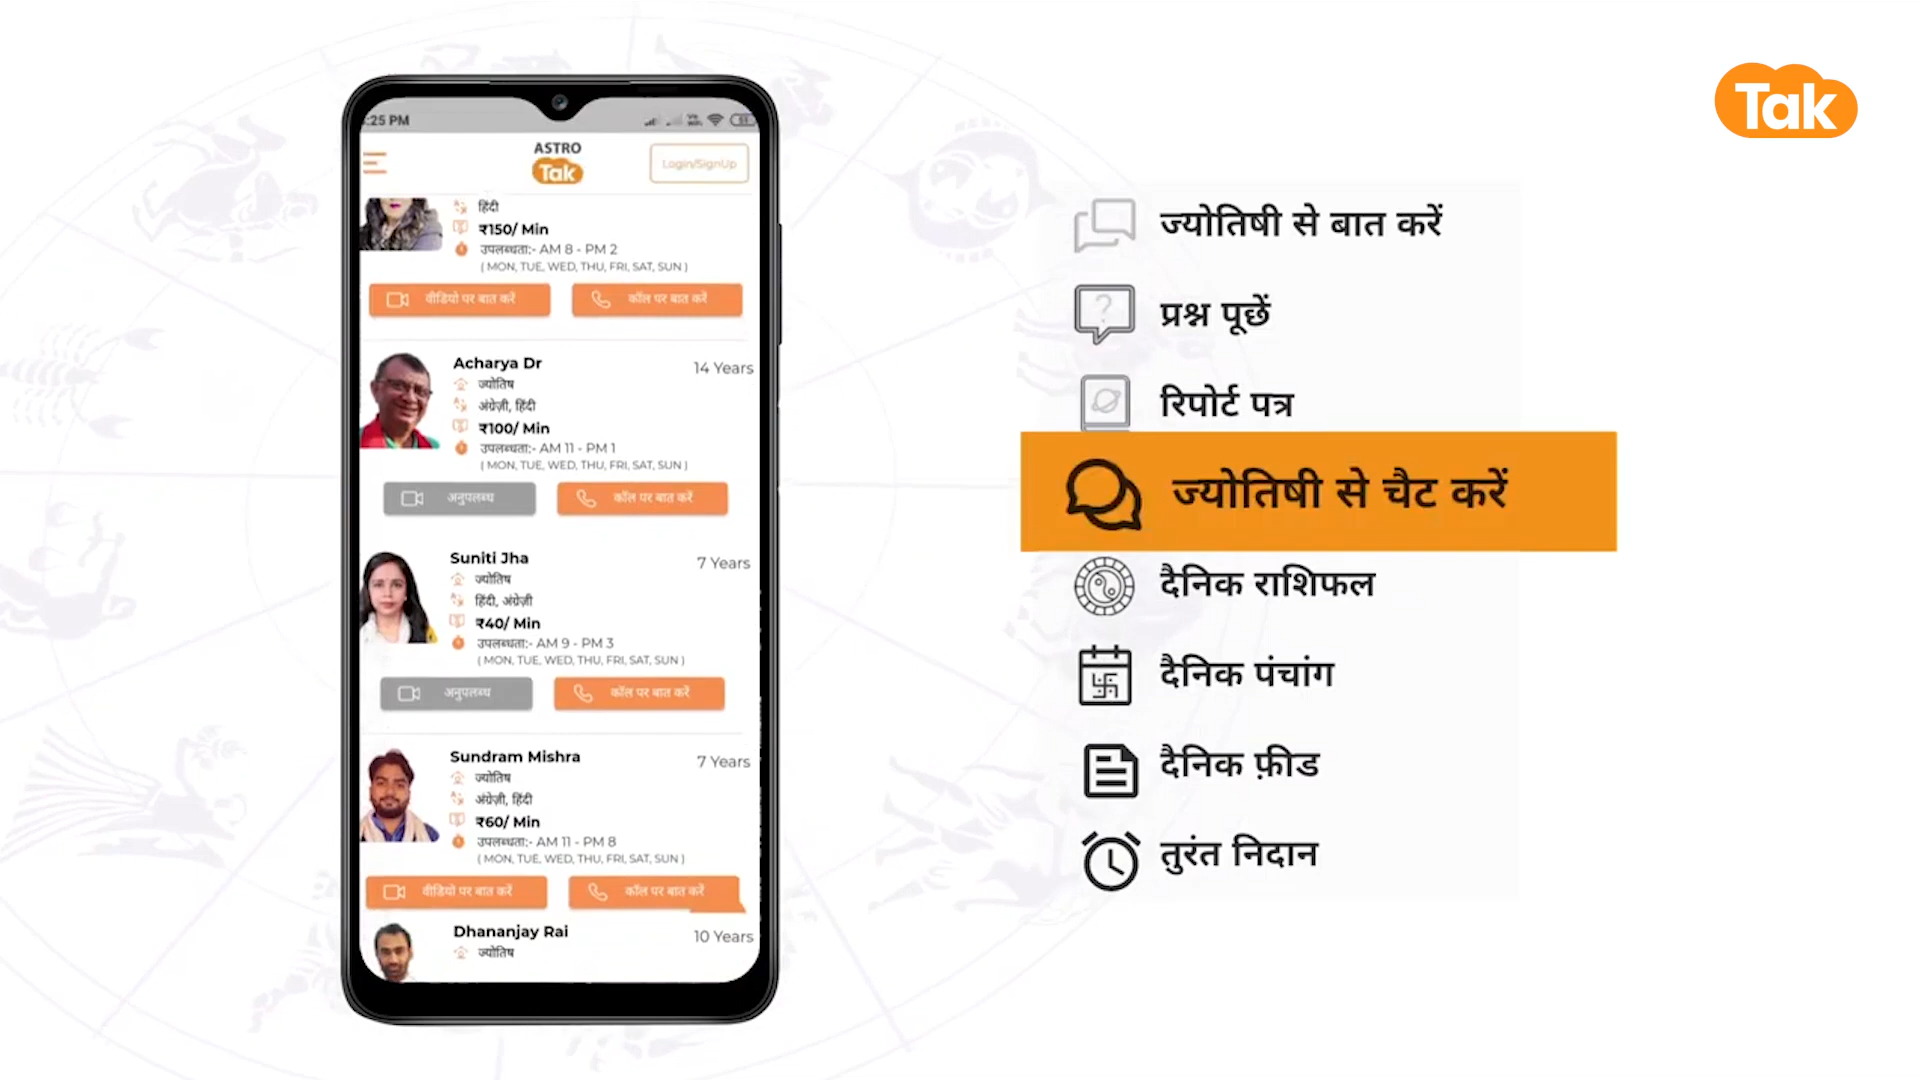 :25 PM
ASTRO
Tak
Login/SignUp
हिंदी
₹150/ Min
उपलब्धता:- AM 8 - PM 2
( MON, TUE, WED, THU, FRI, SAT, SUN )
वीडियो पर बात करें
कॉल पर बात करें
Acharya Dr
14 Years
ज्योतिष
अंग्रेज़ी, हिंदी
₹100/ Min
उपलब्धता:- AM 11 - PM 1
( MON, TUE, WED, THU, FRI, SAT, SUN )
अनुपलब्ध
कॉल पर बात करें
Suniti Jha
7 Years
ज्योतिष
हिंदी, अंग्रेज़ी
₹40/ Min
उपलब्धता:- AM 9 - PM 3
( MON, TUE, WED, THU, FRI, SAT, SUN )
अनुपलब्ध
कॉल पर बात करें
Sundram Mishra
7 Years
ज्योतिष
अंग्रेज़ी, हिंदी
₹60/ Min
उपलब्धता:- AM 11 - PM 8
( MON, TUE, WED, THU, FRI, SAT, SUN )
वीडियो पर बात करें
कॉल पर बात करें
Dhananjay Rai
10 Years
ज्योतिष
Tak
ज्योतिषी से बात करें
प्रश्न पूछें
रिपोर्ट पत्र
ज्योतिषी से चैट करें
दैनिक राशिफल
दैनिक पंचांग
दैनिक फ़ीड
तुरंत निदान